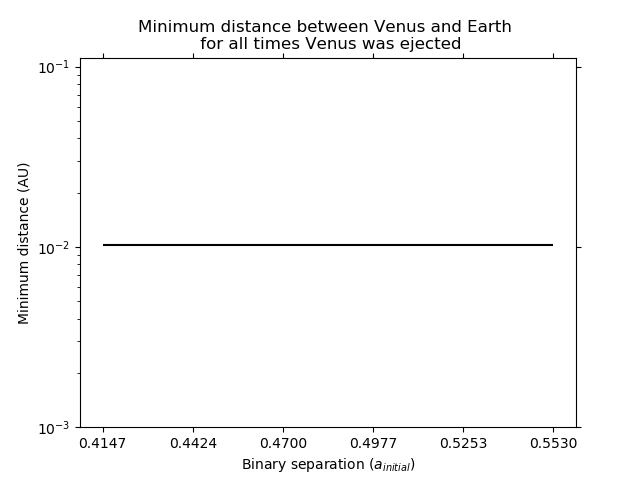 Minimum distance between Venus and Earth
for all times Venus was ejected
10⁻¹
10⁻²
10⁻³
Minimum distance (AU)
0.4147 0.4424 0.4700 0.4977 0.5253 0.5530
Binary separation (a_initial)